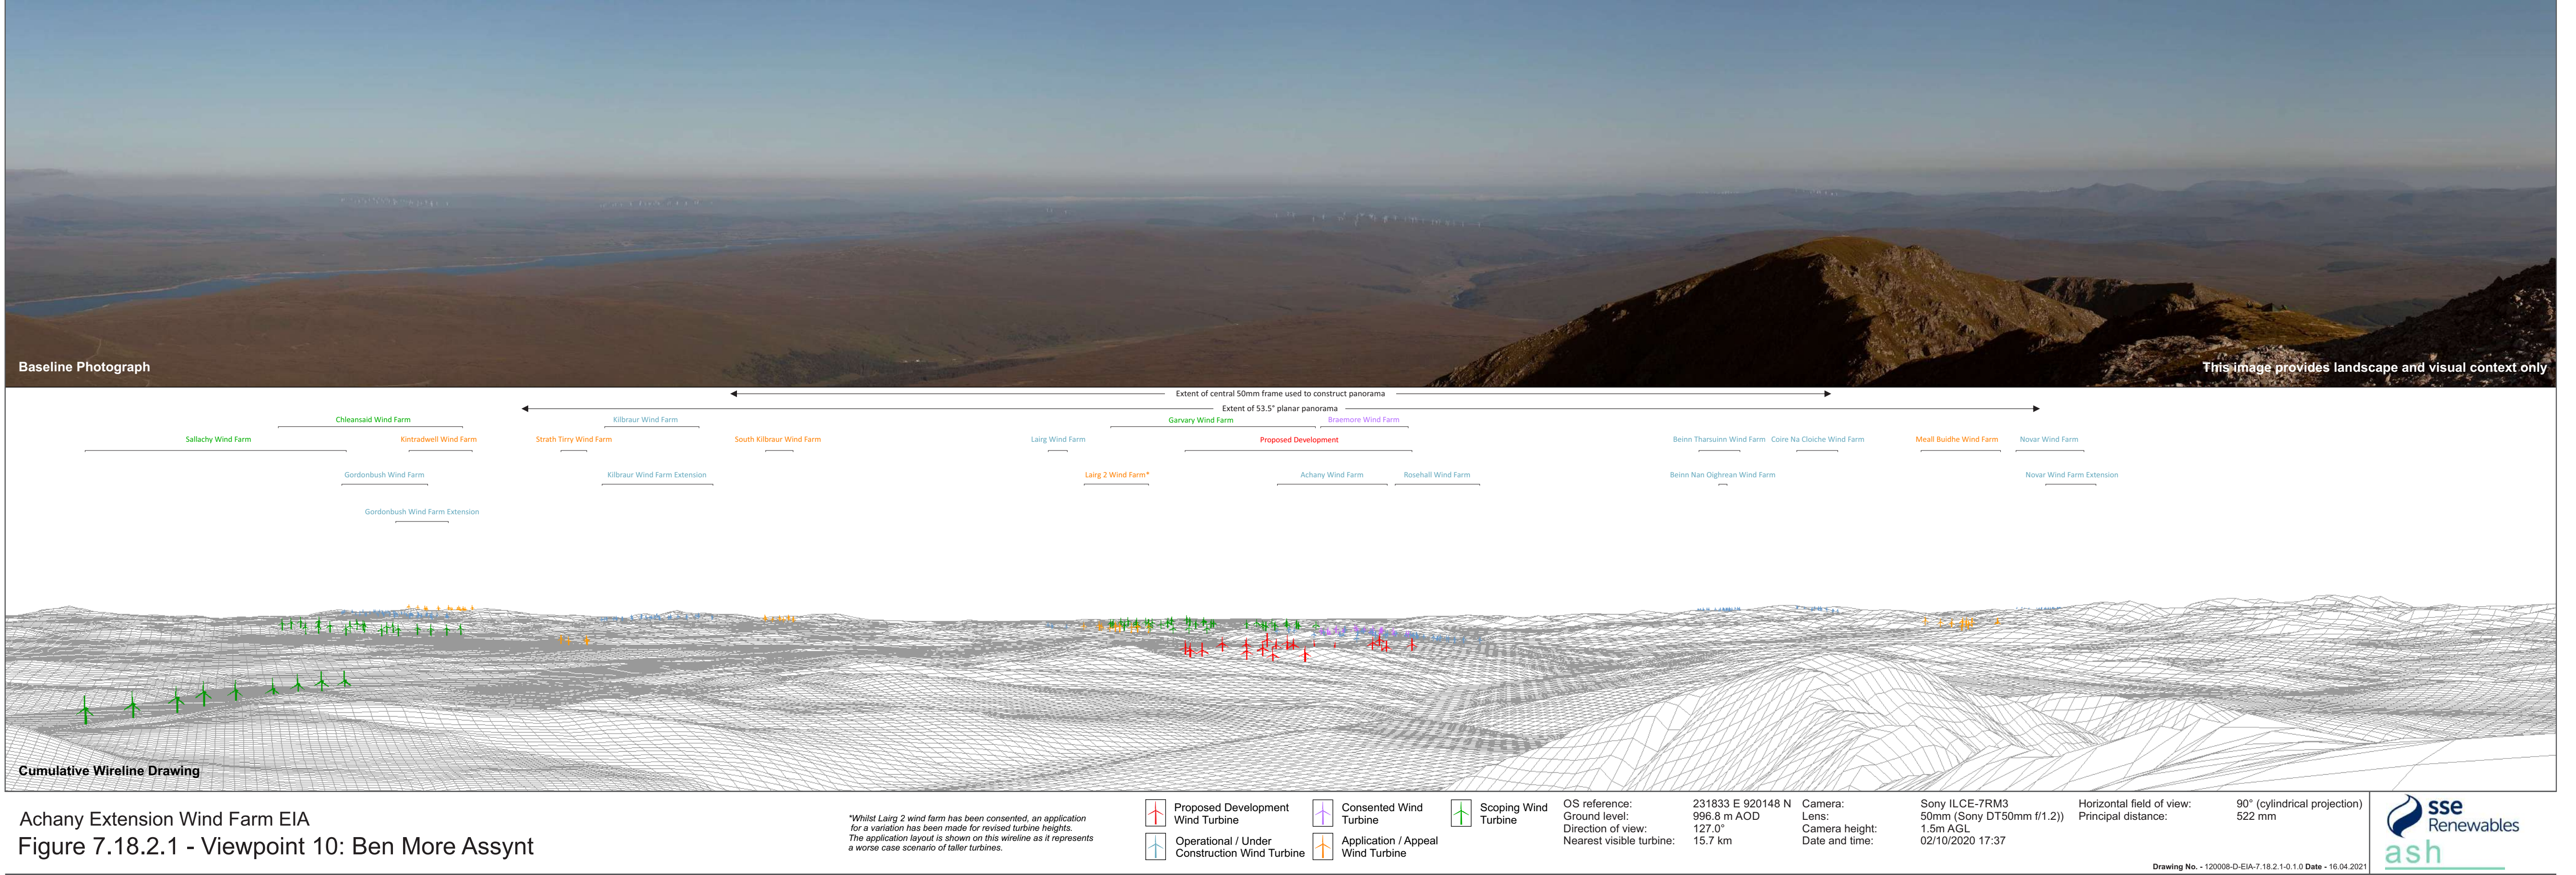 Baseline Photograph
This image provides landscape and visual context only
Extent of central 50mm frame used to construct panorama
Extent of 53.5° planar panorama
Chleansaid Wind Farm
Kilbraur Wind Farm
Garvary Wind Farm
Braemore Wind Farm
Sallachy Wind Farm
Kintradwell Wind Farm
Strath Tirry Wind Farm
South Kilbraur Wind Farm
Lairg Wind Farm
Proposed Development
Beinn Tharsuinn Wind Farm
Coire Na Cloiche Wind Farm
Meall Buidhe Wind Farm
Novar Wind Farm
Gordonbush Wind Farm
Kilbraur Wind Farm Extension
Lairg 2 Wind Farm*
Achany Wind Farm
Rosehall Wind Farm
Beinn Nan Oighrean Wind Farm
Novar Wind Farm Extension
Gordonbush Wind Farm Extension
Cumulative Wireline Drawing
Achany Extension Wind Farm EIA
Figure 7.18.2.1 - Viewpoint 10: Ben More Assynt
*Whilst Lairg 2 wind farm has been consented, an application
for a variation has been made for revised turbine heights.
The application layout is shown on this wireline as it represents
a worse case scenario of taller turbines.
Proposed Development
Wind Turbine
Consented Wind
Turbine
Scoping Wind
Turbine
Operational / Under
Construction Wind Turbine
Application / Appeal
Wind Turbine
OS reference: 231833 E 920148 N
Ground level: 996.8 m AOD
Direction of view: 127.0°
Nearest visible turbine: 15.7 km
Camera: Sony ILCE-7RM3
Lens: 50mm (Sony DT50mm f/1.2))
Camera height: 1.5m AGL
Date and time: 02/10/2020 17:37
Horizontal field of view: 90° (cylindrical projection)
Principal distance: 522 mm
Drawing No. - 120008-D-EIA-7.18.2.1-0.1.0 Date - 16.04.2021
sse
Renewables
ash